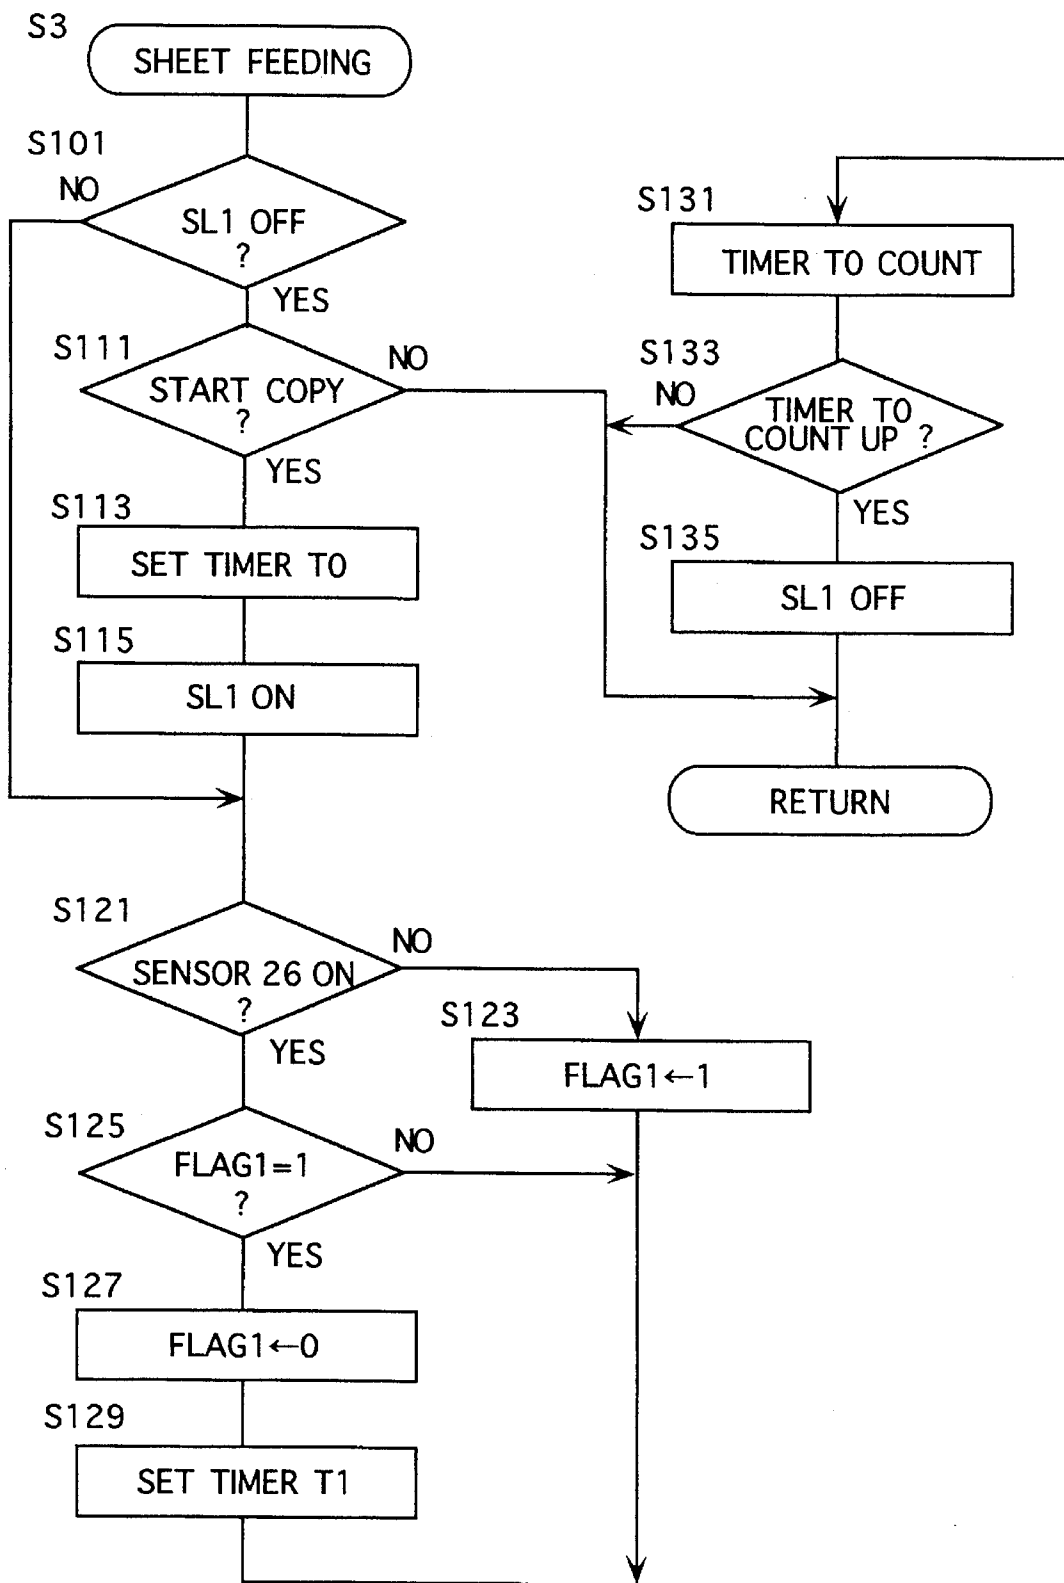 S3
SHEET FEEDING
S101
NO
SL1 OFF
?
YES
S111
NO
START COPY
?
YES
S113
SET TIMER T0
S115
SL1 ON
S121
NO
SENSOR 26 ON
?
YES
S123
FLAG1←1
S125
NO
FLAG1=1
?
YES
S127
FLAG1←0
S129
SET TIMER T1
S131
TIMER T0 COUNT
S133
NO
TIMER T0
COUNT UP ?
YES
S135
SL1 OFF
RETURN